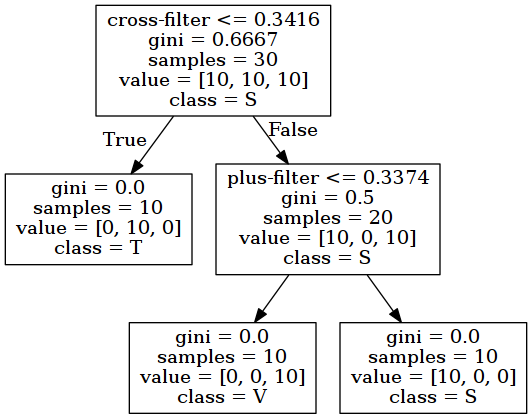 cross-filter <= 0.3416
gini = 0.6667
samples = 30
value = [10, 10, 10]
class = S
True
False
gini = 0.0
samples = 10
value = [0, 10, 0]
class = T
plus-filter <= 0.3374
gini = 0.5
samples = 20
value = [10, 0, 10]
class = S
gini = 0.0
samples = 10
value = [0, 0, 10]
class = V
gini = 0.0
samples = 10
value = [10, 0, 0]
class = S